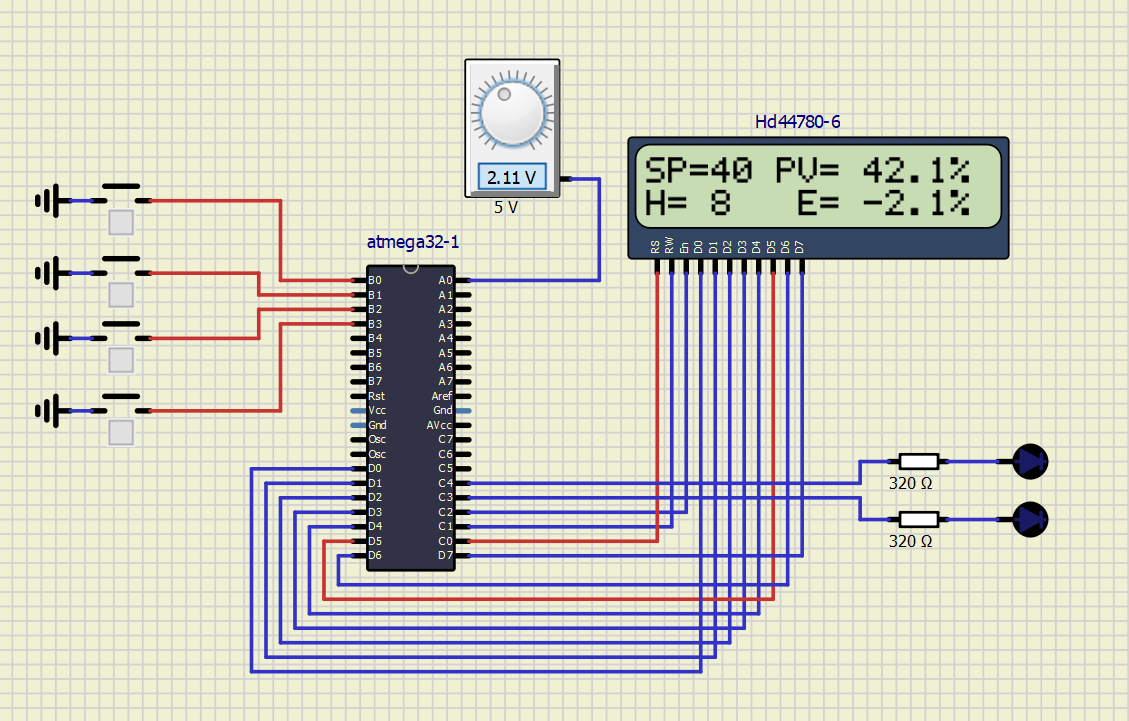 2.11 V
5 V
Hd44780-6
SP=40 PV= 42.1%
H= 8 E= -2.1%
RS RW En D0 D1 D2 D3 D4 D5 D6 D7
atmega32-1
B0 A0
B1 A1
B2 A2
B3 A3
B4 A4
B5 A5
B6 A6
B7 A7
Rst Aref
Vcc Gnd
Gnd AVcc
Osc C7
Osc C6
D0 C5
D1 C4
D2 C3
D3 C2
D4 C1
D5 C0
D6 D7
320 Ω
320 Ω